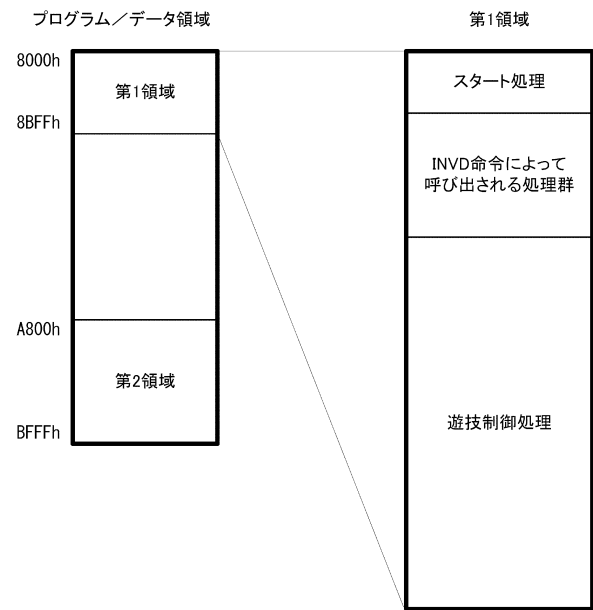 プログラム／データ領域
8000h
第1領域
8BFFh
A800h
第2領域
BFFFh
第1領域
スタート処理
INVD命令によって
呼び出される処理群
遊技制御処理